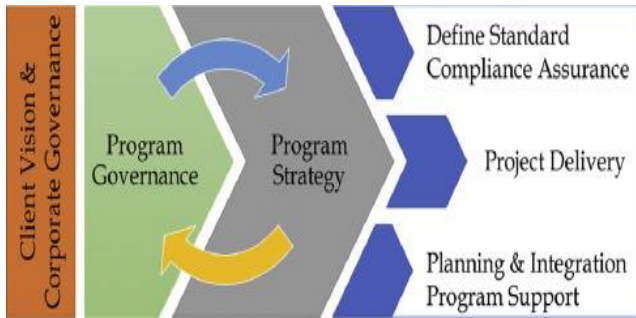 Client Vision &
Corporate Governance
Program
Governance
Program
Strategy
Define Standard
Compliance Assurance
Project Delivery
Planning & Integration
Program Support